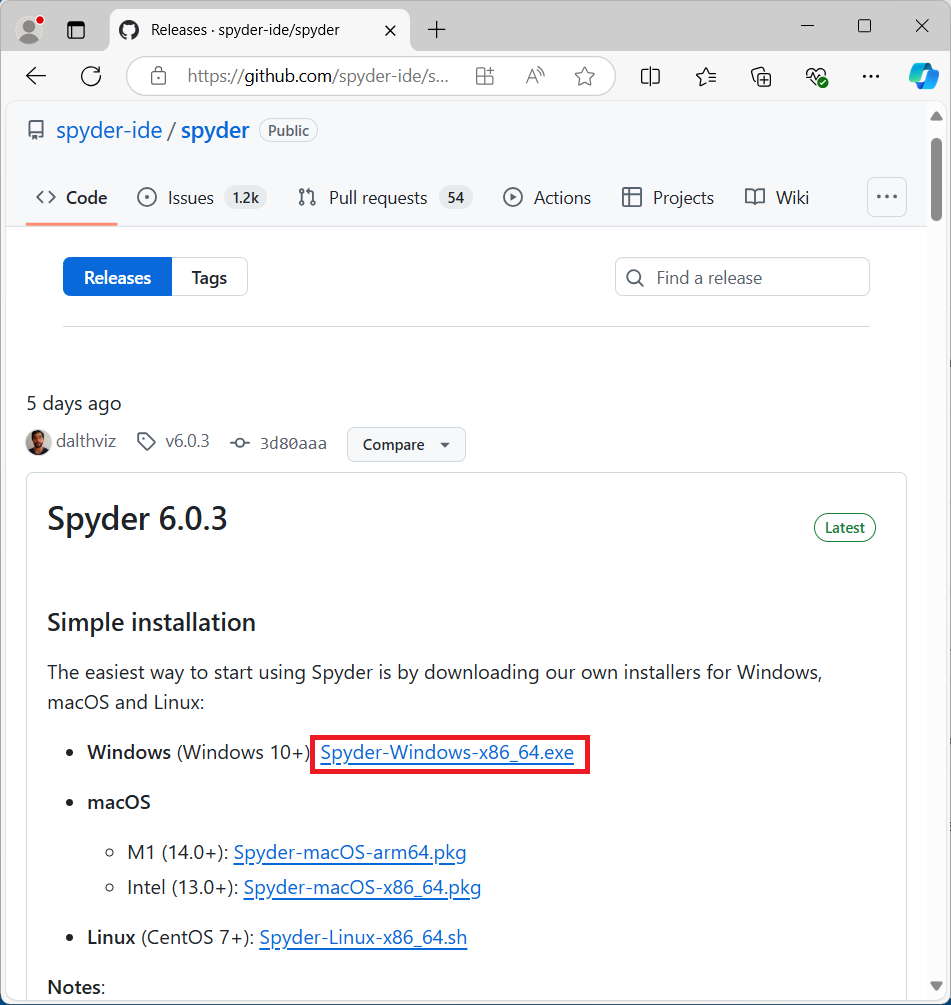 Releases · spyder-ide/spyder
https://github.com/spyder-ide/s...
spyder-ide / spyder Public
Code Issues 1.2k Pull requests 54 Actions Projects Wiki
Releases Tags Find a release
5 days ago
dalthviz v6.0.3 3d80aaa Compare
Spyder 6.0.3
Latest
Simple installation
The easiest way to start using Spyder is by downloading our own installers for Windows,
macOS and Linux:
• Windows (Windows 10+) Spyder-Windows-x86_64.exe
• macOS
◦ M1 (14.0+): Spyder-macOS-arm64.pkg
◦ Intel (13.0+): Spyder-macOS-x86_64.pkg
• Linux (CentOS 7+): Spyder-Linux-x86_64.sh
Notes: